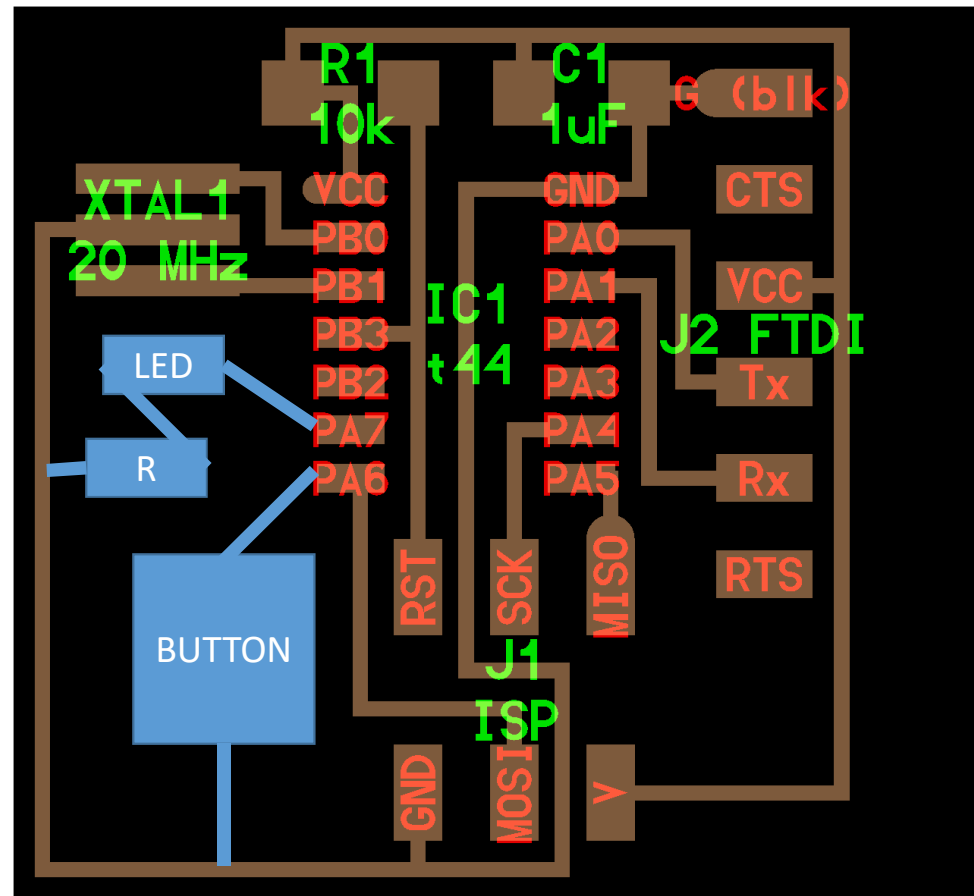 R1
10k
C1
1uF
G (blk)
XTAL1
20 MHz
VCC
PB0
PB1
PB3
PB2
PA7
PA6
IC1
t44
GND
PA0
PA1
PA2
PA3
PA4
PA5
CTS
VCC
J2 FTDI
Tx
Rx
RTS
LED
R
BUTTON
RST
SCK
MISO
J1
ISP
GND
MOSI
V